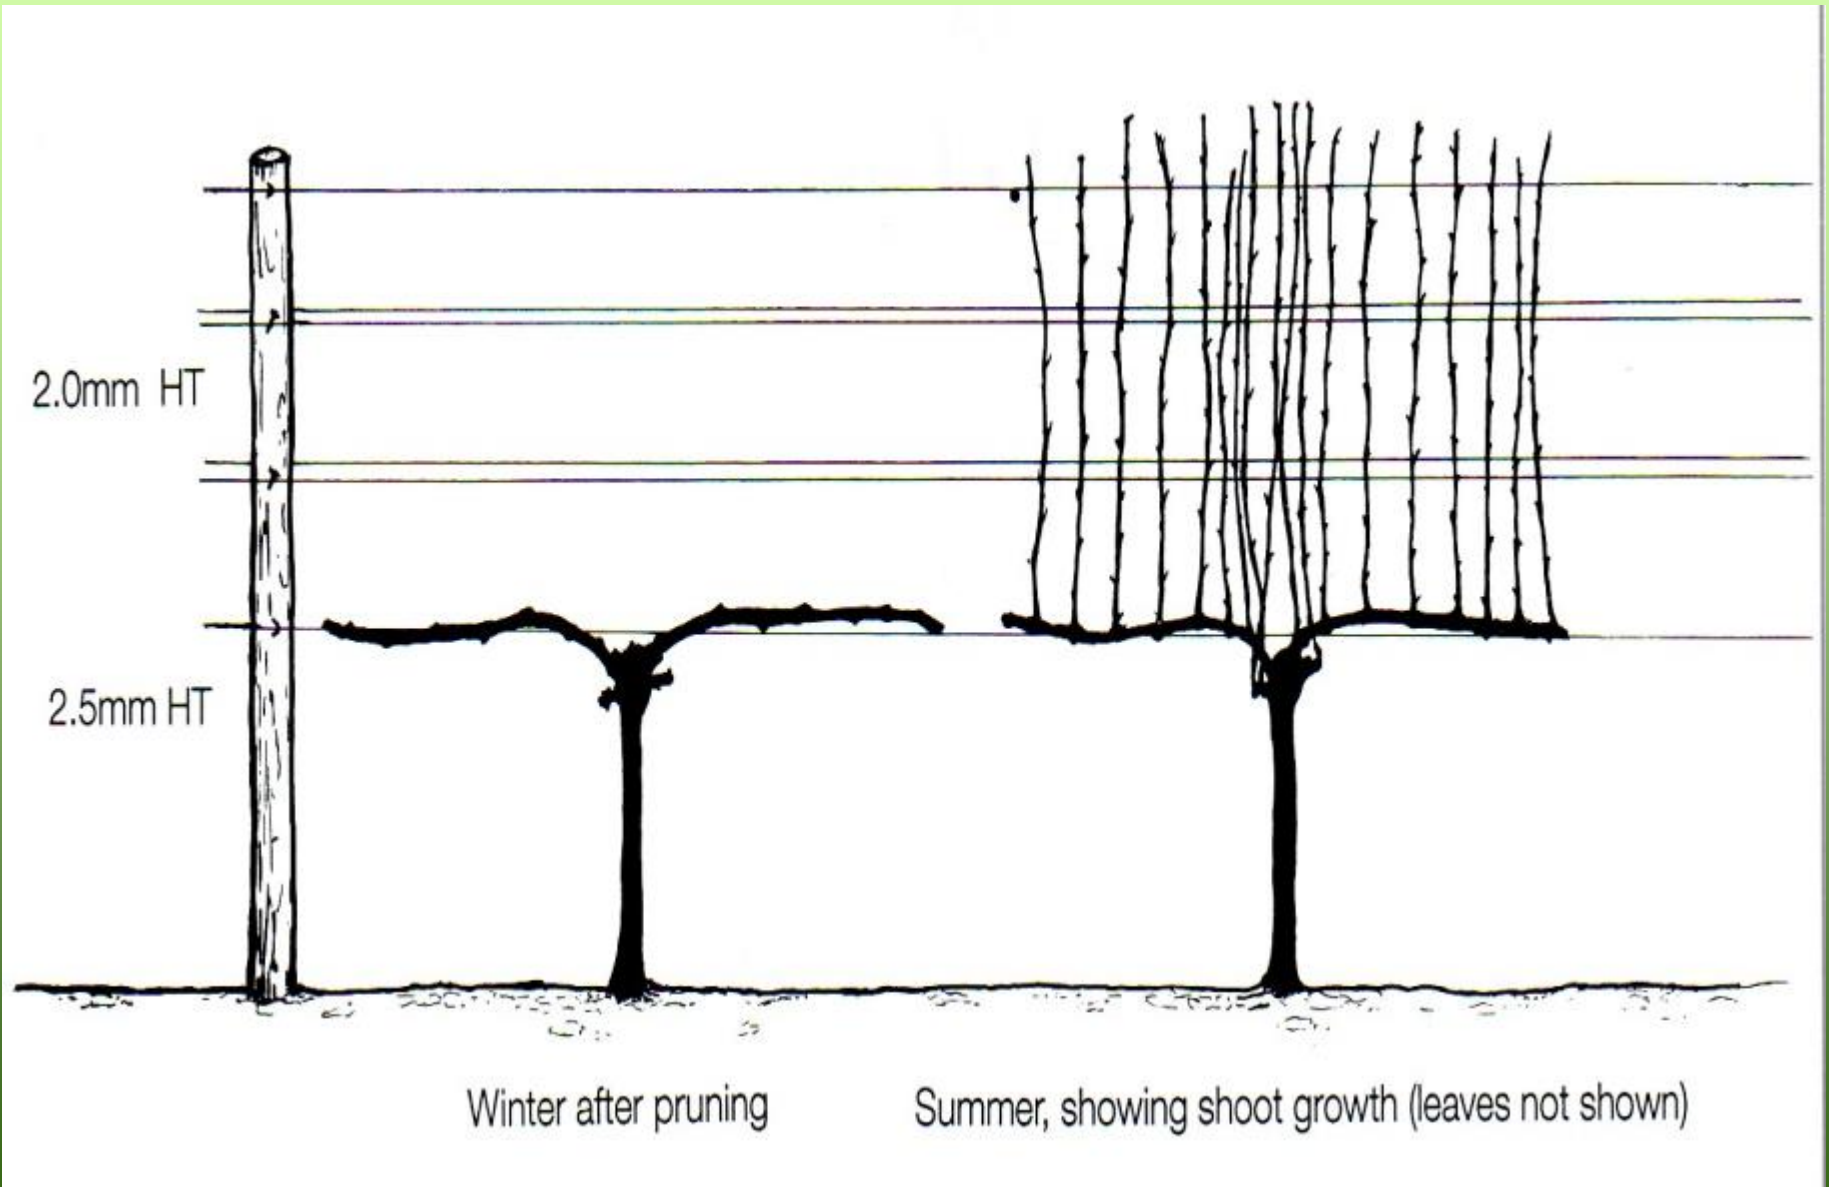 2.0mm HT
2.5mm HT
Winter after pruning
Summer, showing shoot growth (leaves not shown)